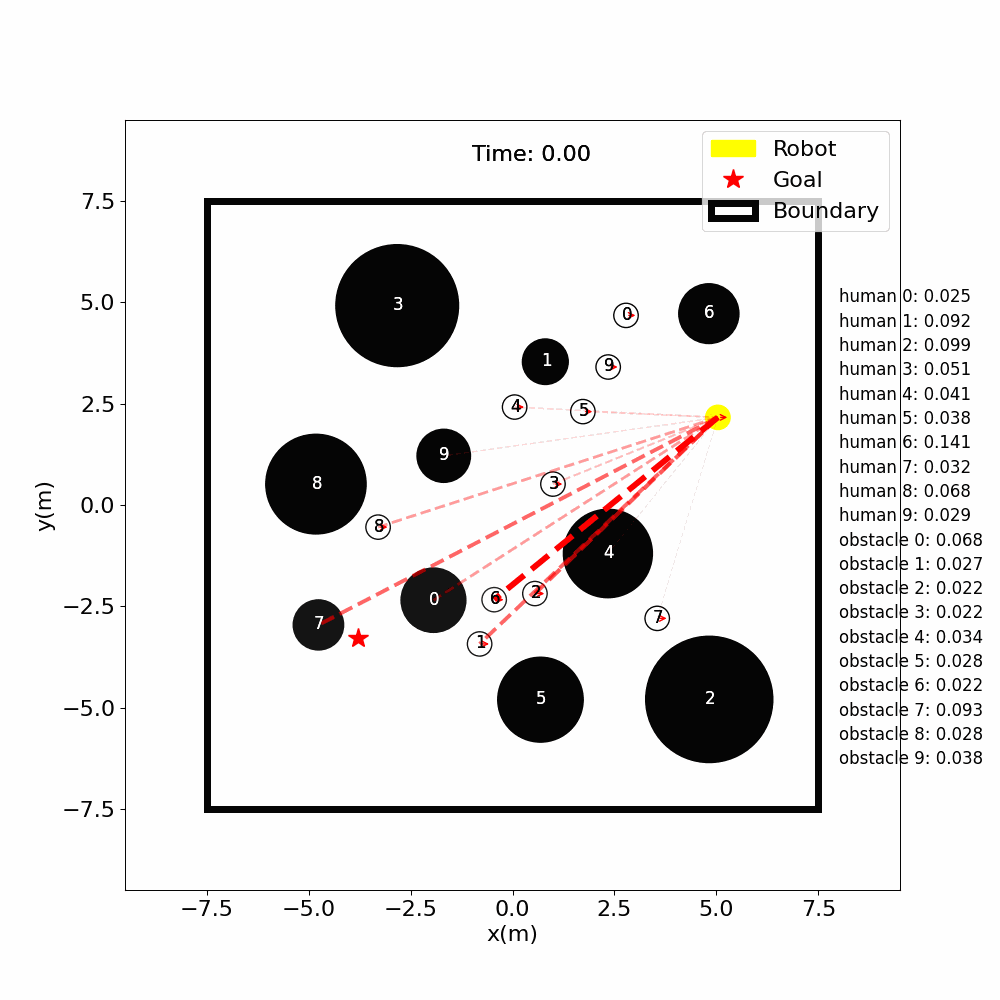 Time: 0.00
Robot
Goal
Boundary
7.5
5.0
2.5
0.0
−2.5
−5.0
−7.5
y(m)
3
0
6
1
9
4
5
9
8
3
8
4
0
6
2
7
7
1
5
2
human 0: 0.025
human 1: 0.092
human 2: 0.099
human 3: 0.051
human 4: 0.041
human 5: 0.038
human 6: 0.141
human 7: 0.032
human 8: 0.068
human 9: 0.029
obstacle 0: 0.068
obstacle 1: 0.027
obstacle 2: 0.022
obstacle 3: 0.022
obstacle 4: 0.034
obstacle 5: 0.028
obstacle 6: 0.022
obstacle 7: 0.093
obstacle 8: 0.028
obstacle 9: 0.038
−7.5 −5.0 −2.5 0.0 2.5 5.0 7.5
x(m)